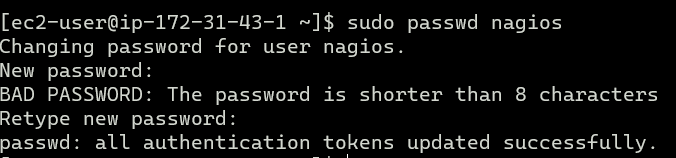 [ec2-user@ip-172-31-43-1 ~]$ sudo passwd nagios
Changing password for user nagios.
New password:
BAD PASSWORD: The password is shorter than 8 characters
Retype new password:
passwd: all authentication tokens updated successfully.